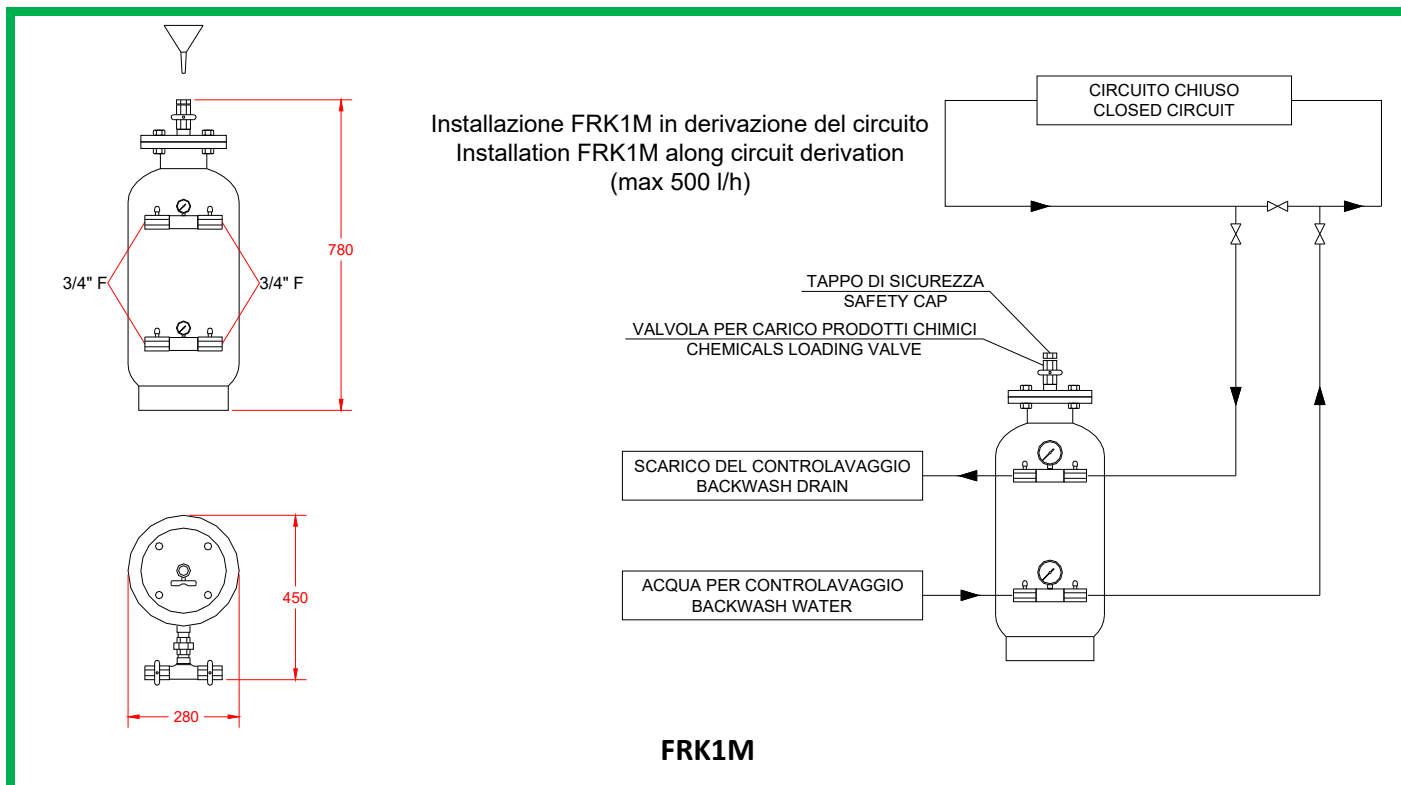 CIRCUITO CHIUSO
CLOSED CIRCUIT
Installazione FRK1M in derivazione del circuito
Installation FRK1M along circuit derivation
(max 500 l/h)
780
3/4" F
3/4" F
TAPPO DI SICUREZZA
SAFETY CAP
VALVOLA PER CARICO PRODOTTI CHIMICI
CHEMICALS LOADING VALVE
SCARICO DEL CONTROLAVAGGIO
BACKWASH DRAIN
ACQUA PER CONTROLAVAGGIO
BACKWASH WATER
450
280
FRK1M